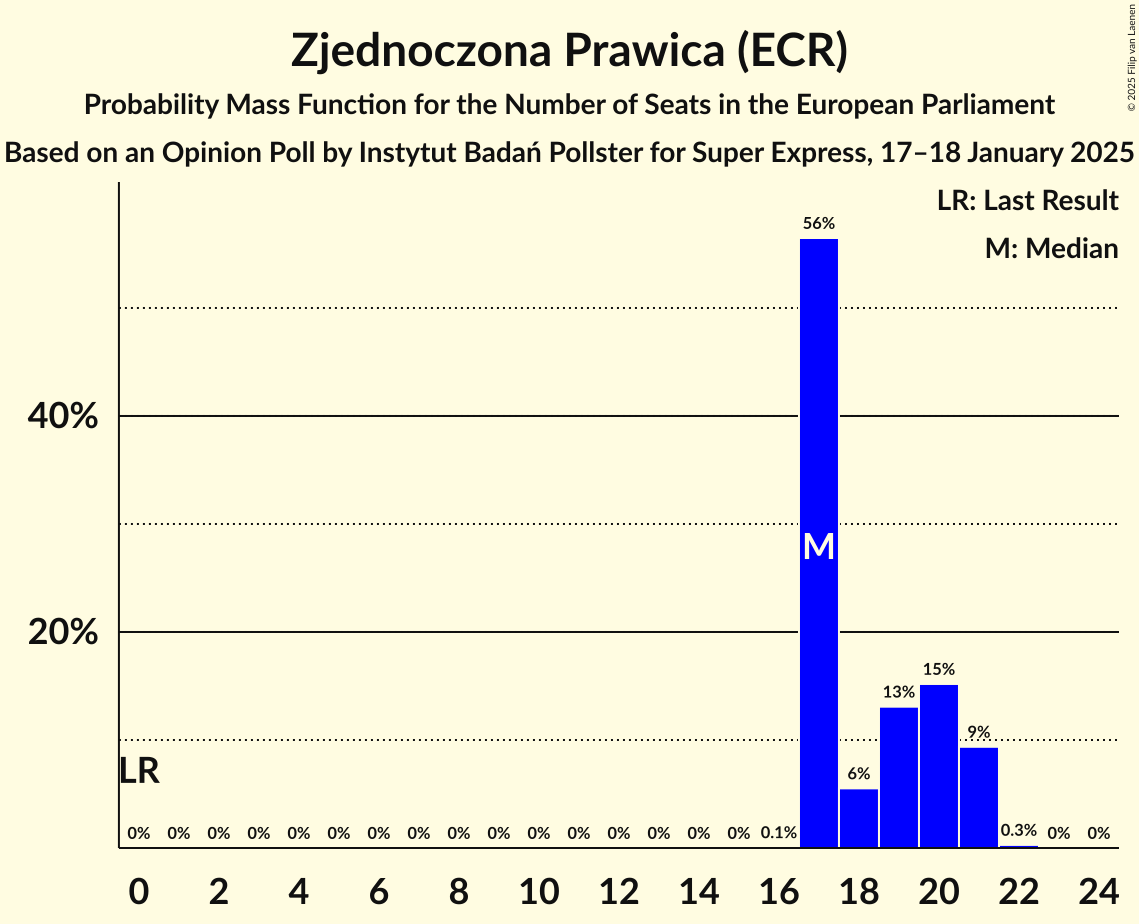 Zjednoczona Prawica (ECR)
Probability Mass Function for the Number of Seats in the European Parliament
Based on an Opinion Poll by Instytut Badań Pollster for Super Express, 17–18 January 2025
© 2025 Filip van Laenen
LR: Last Result
M: Median
56%
40%
M
20%
15%
13%
9%
LR
6%
0% 0% 0% 0% 0% 0% 0% 0% 0% 0% 0% 0% 0% 0% 0% 0% 0.1% 0.3% 0% 0%
0 2 4 6 8 10 12 14 16 18 20 22 24